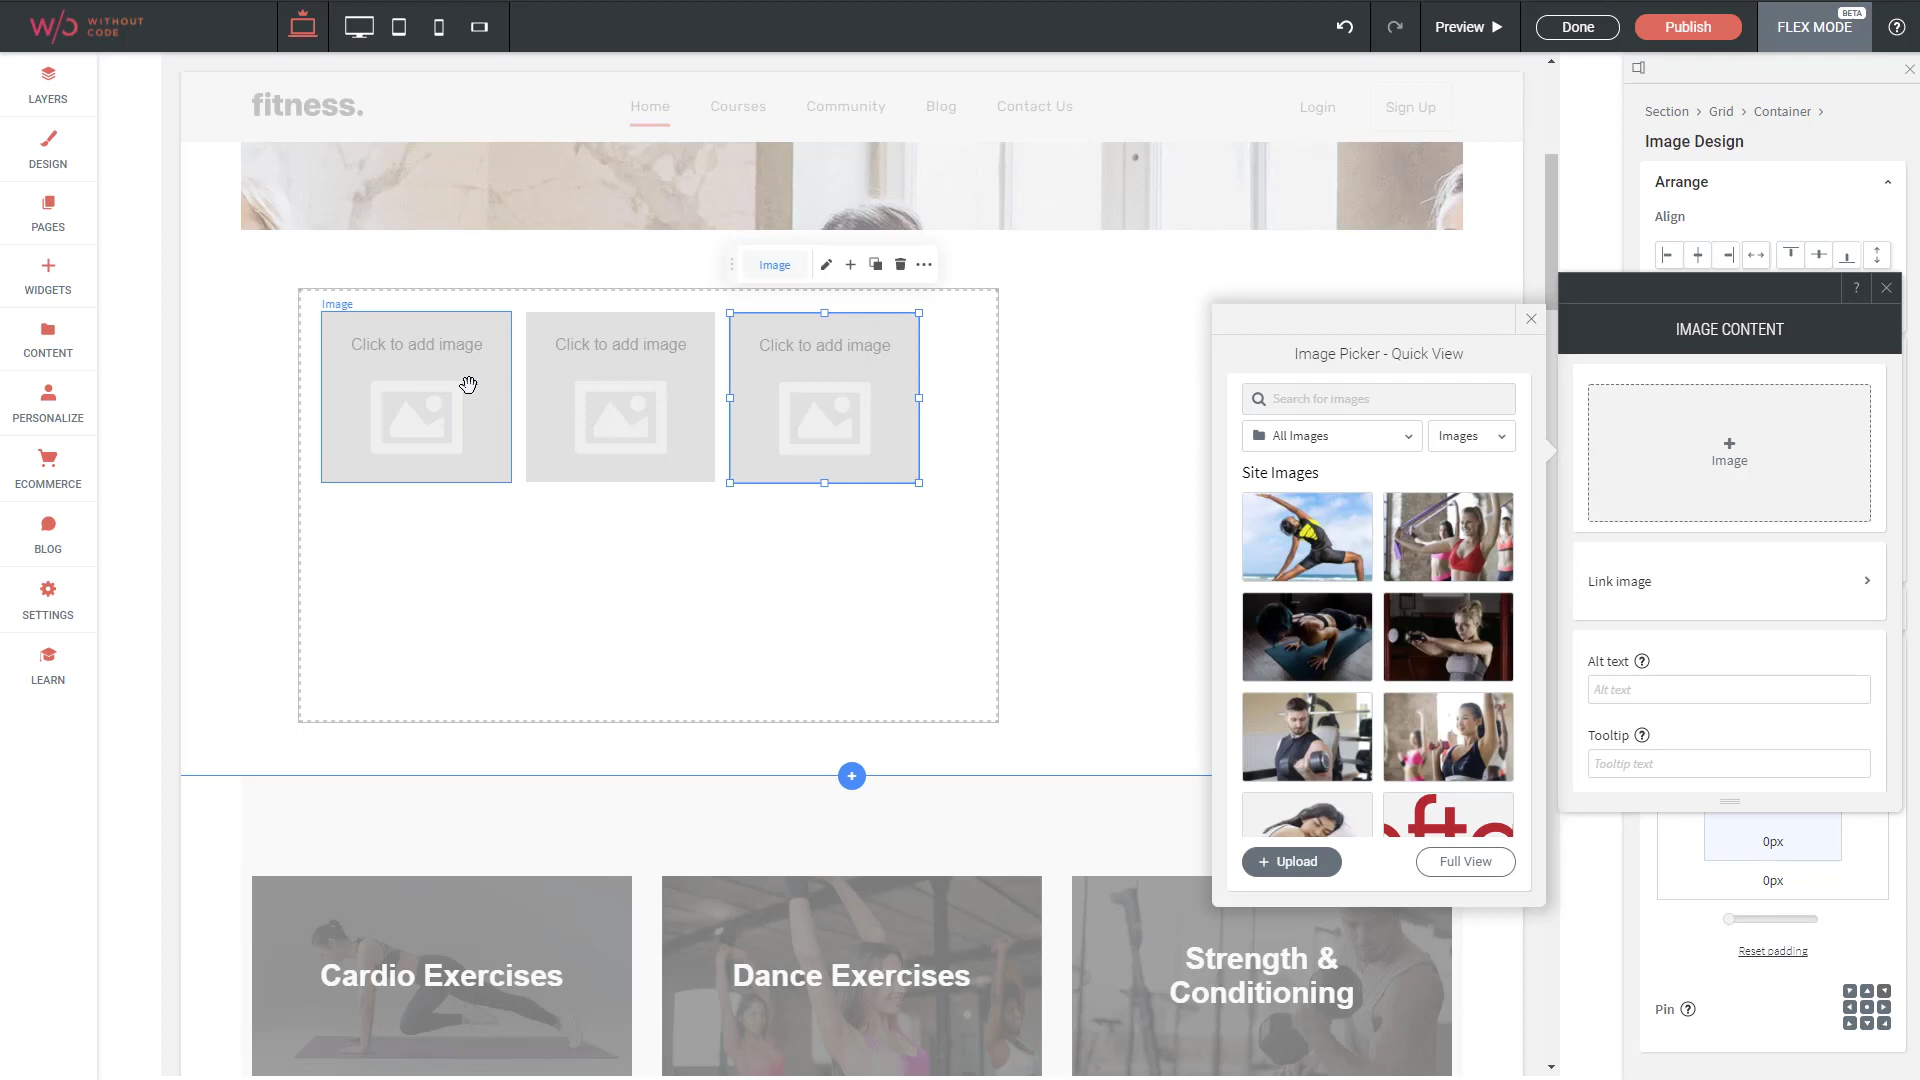 W/O WITHOUT
CODE
Preview
Done
Publish
FLEX MODE
BETA
?
LAYERS
DESIGN
PAGES
WIDGETS
CONTENT
PERSONALIZE
ECOMMERCE
BLOG
SETTINGS
LEARN
fitness.
Home
Courses
Community
Blog
Contact Us
Login
Sign Up
Image
Image
Click to add image
Click to add image
Click to add image
Cardio Exercises
Dance Exercises
Strength &
Conditioning
Image Picker - Quick View
Search for images
All Images
Images
Site Images
+ Upload
Full View
Section > Grid > Container >
Image Design
Arrange
Align
?
IMAGE CONTENT
+
Image
Link image
Alt text ?
Alt text
Tooltip ?
Tooltip text
0px
0px
Reset padding
Pin ?